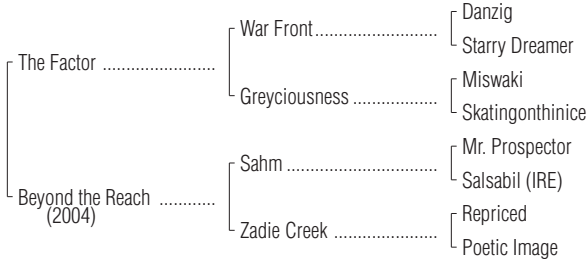 War Front
Danzig
Starry Dreamer
The Factor
Greyciousness
Miswaki
Skatingonthinice
Sahm
Mr. Prospector
Salsabil (IRE)
Beyond the Reach
(2004)
Zadie Creek
Repriced
Poetic Image